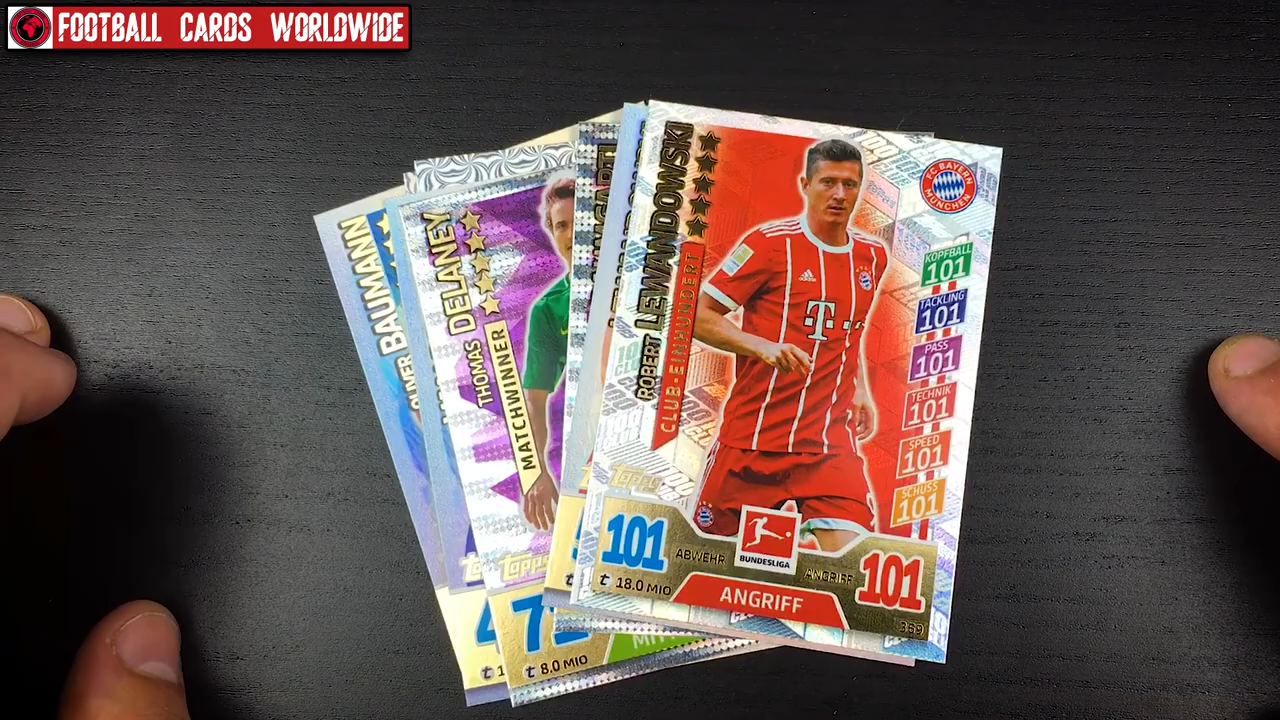 FOOTBALL CARDS WORLDWIDE
OLIVER BAUMANN
THOMAS DELANEY
MATCHWINNER
ROBERT LEWANDOWSKI
CLUB-EINHUNDERT
FC BAYERN
MÜNCHEN
KOPFBALL
101
TACKLING
101
PASS
101
TECHNIK
101
SPEED
101
SCHUSS
101
T
Topps
Topps
101
ABWEHR
BUNDESLIGA
ANGRIFF
101
t 18.0 MIO
ANGRIFF
369
t 8.0 MIO